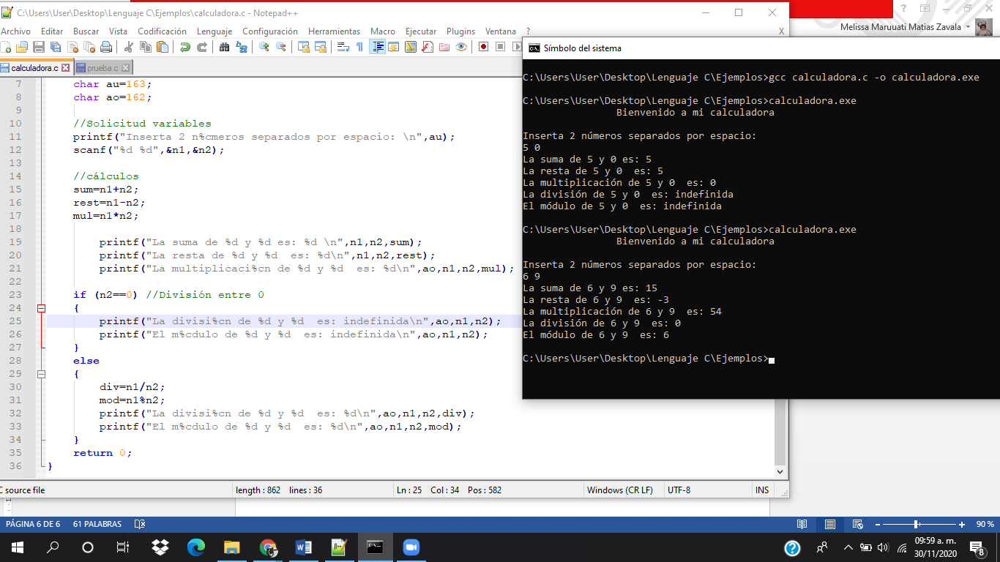 C:\Users\User\Desktop\Lenguaje C\Ejemplos\calculadora.c - Notepad++
Archivo Editar Buscar Vista Codificación Lenguaje Configuración Herramientas Macro Ejecutar Plugins Ventana ? X
calculadora.c prueba.c
7 char au=163;
8 char ao=162;
9
10 //Solicitud variables
11 printf("Inserta 2 n%cmeros separados por espacio: \n",au);
12 scanf("%d %d",&n1,&n2);
13
14 //cálculos
15 sum=n1+n2;
16 rest=n1-n2;
17 mul=n1*n2;
18
19 printf("La suma de %d y %d es: %d \n",n1,n2,sum);
20 printf("La resta de %d y %d  es: %d\n",n1,n2,rest);
21 printf("La multiplicaci%cn de %d y %d  es: %d\n",ao,n1,n2,mul);
22
23 if (n2==0) //División entre 0
24 {
25 printf("La divisi%cn de %d y %d  es: indefinida\n",ao,n1,n2);
26 printf("El m%cdulo de %d y %d  es: indefinida\n",ao,n1,n2);
27 }
28 else
29 {
30 div=n1/n2;
31 mod=n1%n2;
32 printf("La divisi%cn de %d y %d  es: %d\n",ao,n1,n2,div);
33 printf("El m%cdulo de %d y %d  es: %d\n",ao,n1,n2,mod);
34 }
35 return 0;
36 }
C source file length : 862 lines : 36 Ln : 25 Col : 34 Pos : 582 Windows (CR LF) UTF-8 INS
Melissa Maruuati Matias Zavala
Símbolo del sistema
C:\Users\User\Desktop\Lenguaje C\Ejemplos>gcc calculadora.c -o calculadora.exe
C:\Users\User\Desktop\Lenguaje C\Ejemplos>calculadora.exe
Bienvenido a mi calculadora
Inserta 2 números separados por espacio:
5 0
La suma de 5 y 0 es: 5
La resta de 5 y 0  es: 5
La multiplicación de 5 y 0  es: 0
La división de 5 y 0  es: indefinida
El módulo de 5 y 0  es: indefinida
C:\Users\User\Desktop\Lenguaje C\Ejemplos>calculadora.exe
Bienvenido a mi calculadora
Inserta 2 números separados por espacio:
6 9
La suma de 6 y 9 es: 15
La resta de 6 y 9  es: -3
La multiplicación de 6 y 9  es: 54
La división de 6 y 9  es: 0
El módulo de 6 y 9  es: 6
C:\Users\User\Desktop\Lenguaje C\Ejemplos>
PÁGINA 6 DE 6 61 PALABRAS 90 %
09:59 a. m.
30/11/2020
8